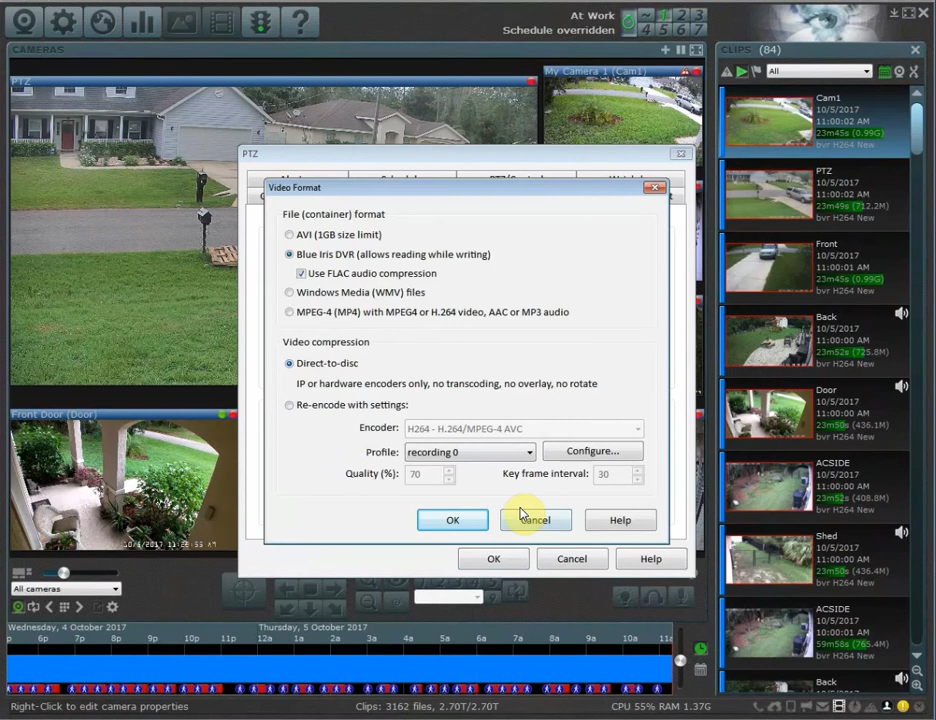 At Work
Schedule overridden
~ 1 2 3
4 5 6 7
CAMERAS
PTZ
My Camera 1 (Cam1)
PTZ
Video Format
File (container) format
AVI (1GB size limit)
Blue Iris DVR (allows reading while writing)
Use FLAC audio compression
Windows Media (WMV) files
MPEG-4 (MP4) with MPEG4 or H.264 video, AAC or MP3 audio
Video compression
Direct-to-disc
IP or hardware encoders only, no transcoding, no overlay, no rotate
Re-encode with settings:
Encoder: H264 - H.264/MPEG-4 AVC
Profile: recording 0 Configure...
Quality (%): 70 Key frame interval: 30
OK Cancel Help
OK Cancel Help
Front Door (Door)
All cameras
CLIPS (84)
All
Cam1
10/5/2017
11:00:02 AM
23m45s (0.99G)
bvr H264 New
PTZ
10/5/2017
11:00:02 AM
23m49s (712.2M)
bvr H264 New
Front
10/5/2017
11:00:01 AM
23m45s (0.99G)
bvr H264 New
Back
10/5/2017
11:00:00 AM
23m52s (725.8M)
bvr H264 New
Door
10/5/2017
11:00:00 AM
23m50s (436.1M)
bvr H264 New
ACSIDE
10/5/2017
11:00:00 AM
23m52s (408.8M)
bvr H264 New
Shed
10/5/2017
11:00:00 AM
23m50s (436.4M)
bvr H264 New
ACSIDE
10/5/2017
10:00:01 AM
59m58s (765.4M)
bvr H264 New
Back
10/5/2017
Wednesday, 4 October 2017 Thursday, 5 October 2017
p 6p 7p 8p 9p 10p 11p 12a 1a 2a 3a 4a 5a 6a 7a 8a 9a 10a 11a
Right-Click to edit camera properties
Clips: 3162 files, 2.70T/2.70T
CPU 55% RAM 1.37G